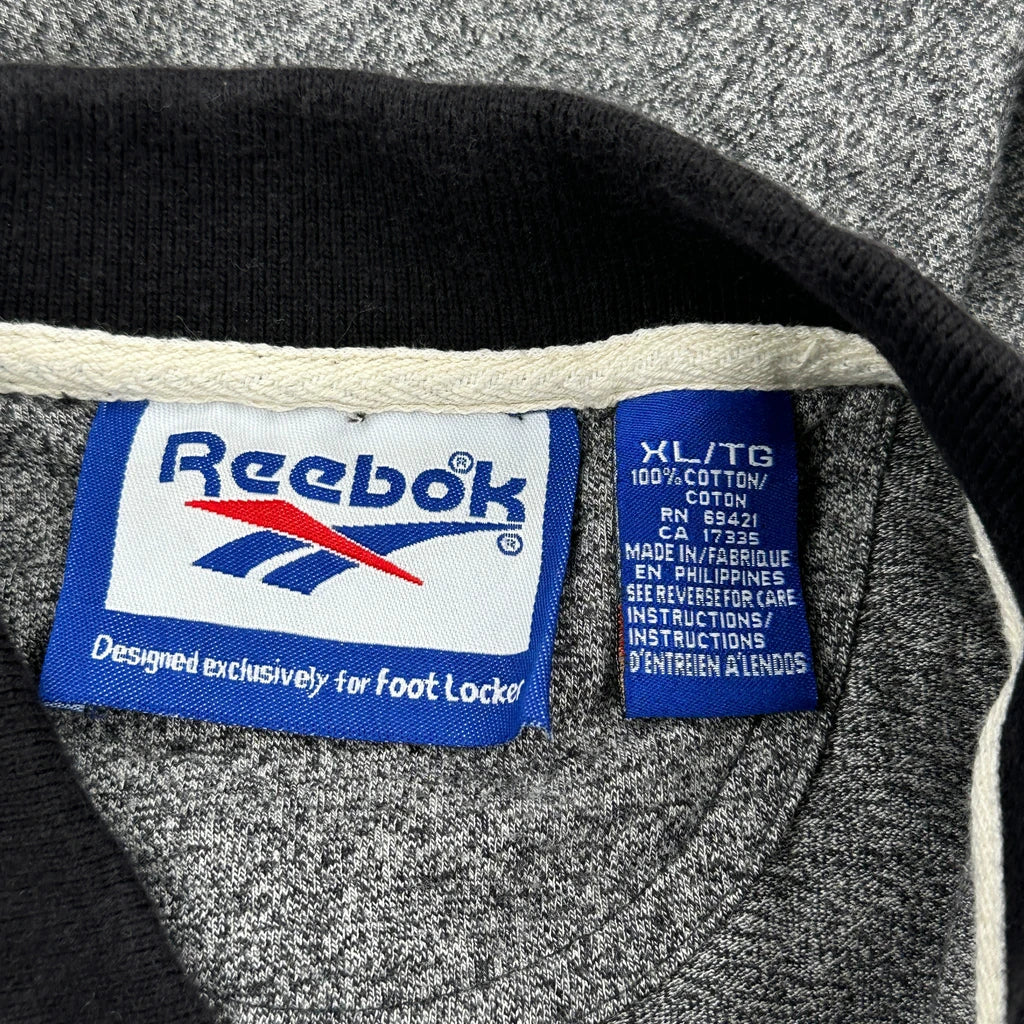 Reebok®
®
Designed exclusively for Foot Locker
XL/TG
100% COTTON/
COTON
RN 69421
CA 17335
MADE IN/FABRIQUE
EN PHILIPPINES
SEE REVERSE FOR CARE
INSTRUCTIONS/
INSTRUCTIONS
D'ENTREIEN A'LENDOS